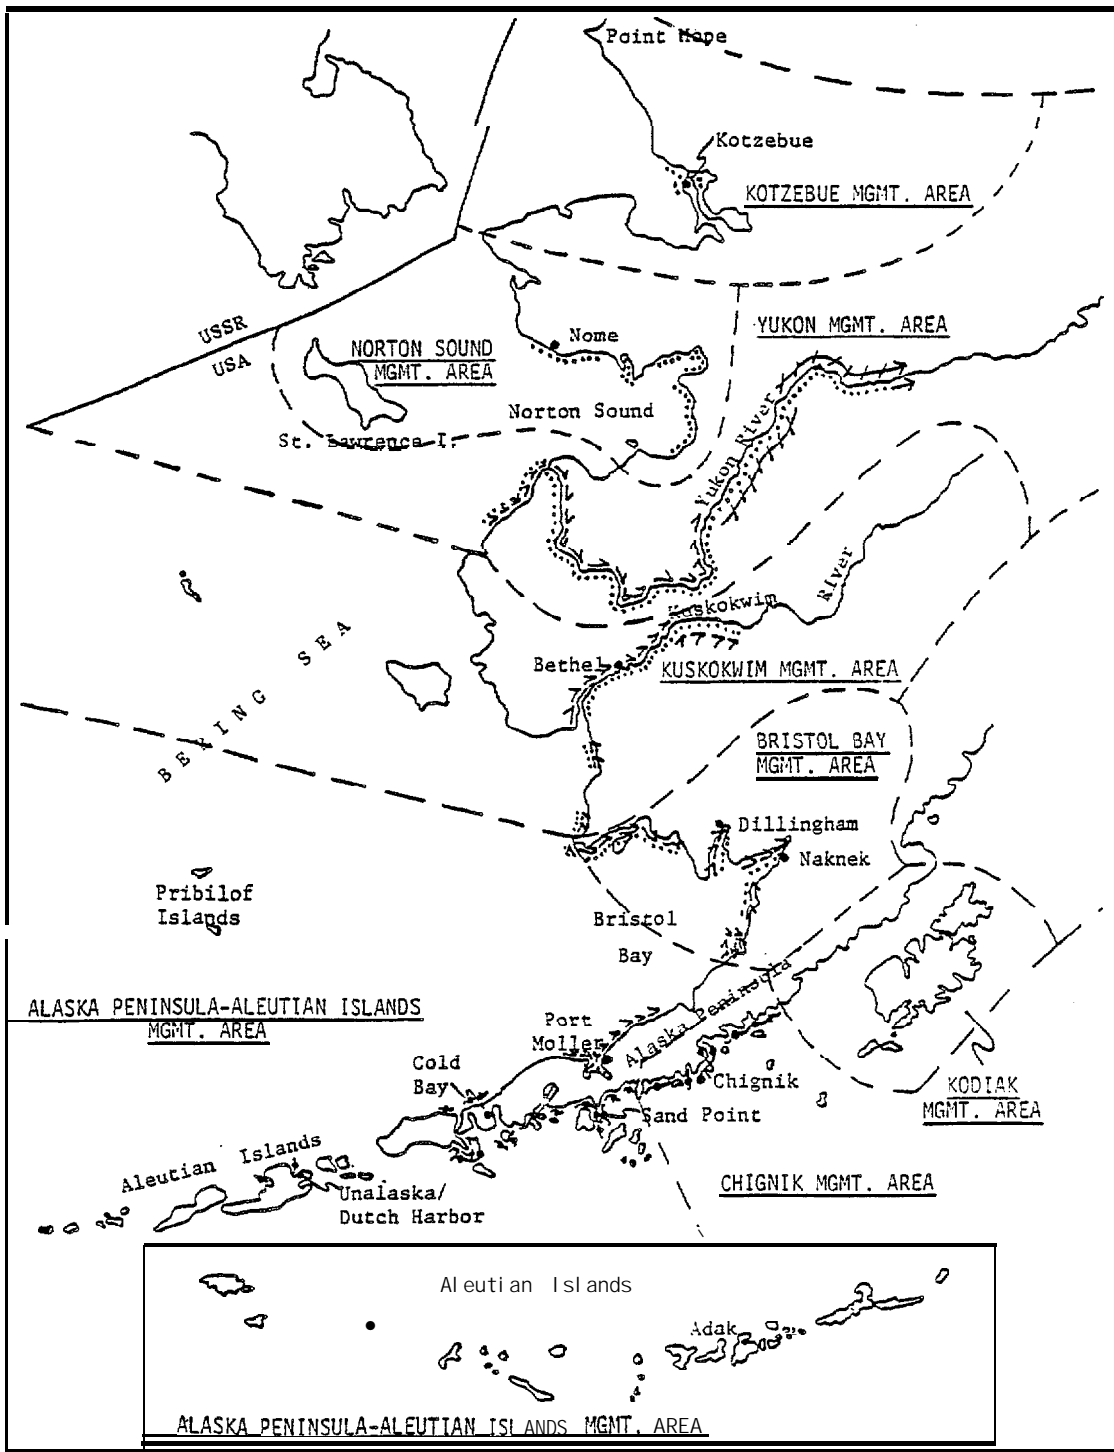 Point Hope
Kotzebue
KOTZEBUE MGMT. AREA
USSR
USA
YUKON MGMT. AREA
Nome
NORTON SOUND
MGMT. AREA
Norton Sound
St. Lawrence I.
Yukon River
Kuskokwim
River
Bethel
KUSKOKWIM MGMT. AREA
BERING SEA
BRISTOL BAY
MGMT. AREA
Dillingham
Naknek
Pribilof
Islands
Bristol
Bay
Alaska Peninsula
ALASKA PENINSULA-ALEUTIAN ISLANDS
MGMT. AREA
Port
Moller
Cold
Bay
Chignik
Sand Point
KODIAK
MGMT. AREA
Aleutian Islands
CHIGNIK MGMT. AREA
Unalaska/
Dutch Harbor
Aleutian Islands
Adak
ALASKA PENINSULA-ALEUTIAN ISLANDS MGMT. AREA